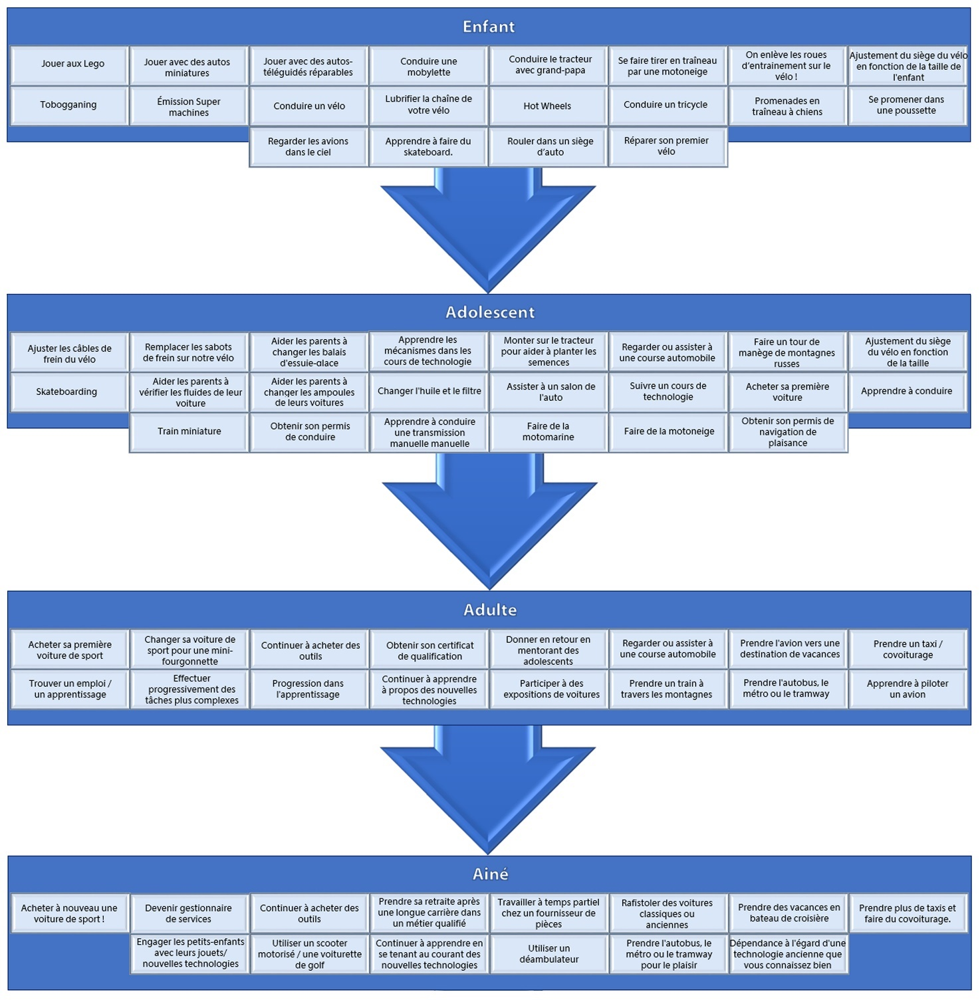 Enfant
Jouer aux Lego
Jouer avec des autos
miniatures
Jouer avec des autos-
téléguidés réparables
Conduire une
mobylette
Conduire le tracteur
avec grand-papa
Se faire tirer en traîneau
par une motoneige
On enlève les roues
d’entrainement sur le
vélo !
Ajustement du siège du vélo
en fonction de la taille de
l'enfant
Tobogganing
Émission Super
machines
Conduire un vélo
Lubrifier la chaîne de
votre vélo
Hot Wheels
Conduire un tricycle
Promenades en
traîneau à chiens
Se promener dans
une poussette
Regarder les avions
dans le ciel
Apprendre à faire du
skateboard.
Rouler dans un siège
d’auto
Réparer son premier
vélo
Adolescent
Ajuster les câbles de
frein du vélo
Remplacer les sabots
de frein sur notre vélo
Aider les parents à
changer les balais
d'essuie-glace
Apprendre les
mécanismes dans les
cours de technologie
Monter sur le tracteur
pour aider à planter les
semences
Regarder ou assister à
une course automobile
Faire un tour de
manège de montagnes
russes
Ajustement du siège
du vélo en fonction
de la taille
Skateboarding
Aider les parents à
vérifier les fluides de leur
voiture
Aider les parents à
changer les ampoules
de leurs voitures
Changer l'huile et le filtre
Assister à un salon de
l'auto
Suivre un cours de
technologie
Acheter sa première
voiture
Apprendre à conduire
Train miniature
Obtenir son permis
de conduire
Apprendre à conduire
une transmission
manuelle manuelle
Faire de la
motomarine
Faire de la motoneige
Obtenir son permis de
navigation de
plaisance
Adulte
Acheter sa première
voiture de sport
Changer sa voiture de
sport pour une mini-
fourgonnette
Continuer à acheter des
outils
Obtenir son certificat
de qualification
Donner en retour en
mentorant des
adolescents
Regarder ou assister à
une course automobile
Prendre l'avion vers une
destination de vacances
Prendre un taxi /
covoiturage
Trouver un emploi /
un apprentissage
Effectuer
progressivement des
tâches plus complexes
Progression dans
l'apprentissage
Continuer à apprendre
à propos des nouvelles
technologies
Participer à des
expositions de voitures
Prendre un train à
travers les montagnes
Prendre l'autobus, le
métro ou le tramway
Apprendre à piloter
un avion
Ainé
Acheter à nouveau une
voiture de sport !
Devenir gestionnaire
de services
Continuer à acheter des
outils
Prendre sa retraite après
une longue carrière dans
un métier qualifié
Travailler à temps partiel
chez un fournisseur de
pièces
Rafistoler des voitures
classiques ou
anciennes
Prendre des vacances en
bateau de croisière
Prendre plus de taxis et
faire du covoiturage.
Engager les petits-enfants
avec leurs jouets/
nouvelles technologies
Utiliser un scooter
motorisé / une voiturette
de golf
Continuer à apprendre en
se tenant au courant des
nouvelles technologies
Utiliser un
déambulateur
Prendre l'autobus, le
métro ou le tramway
pour le plaisir
Dépendance à l'égard d'une
technologie ancienne que
vous connaissez bien